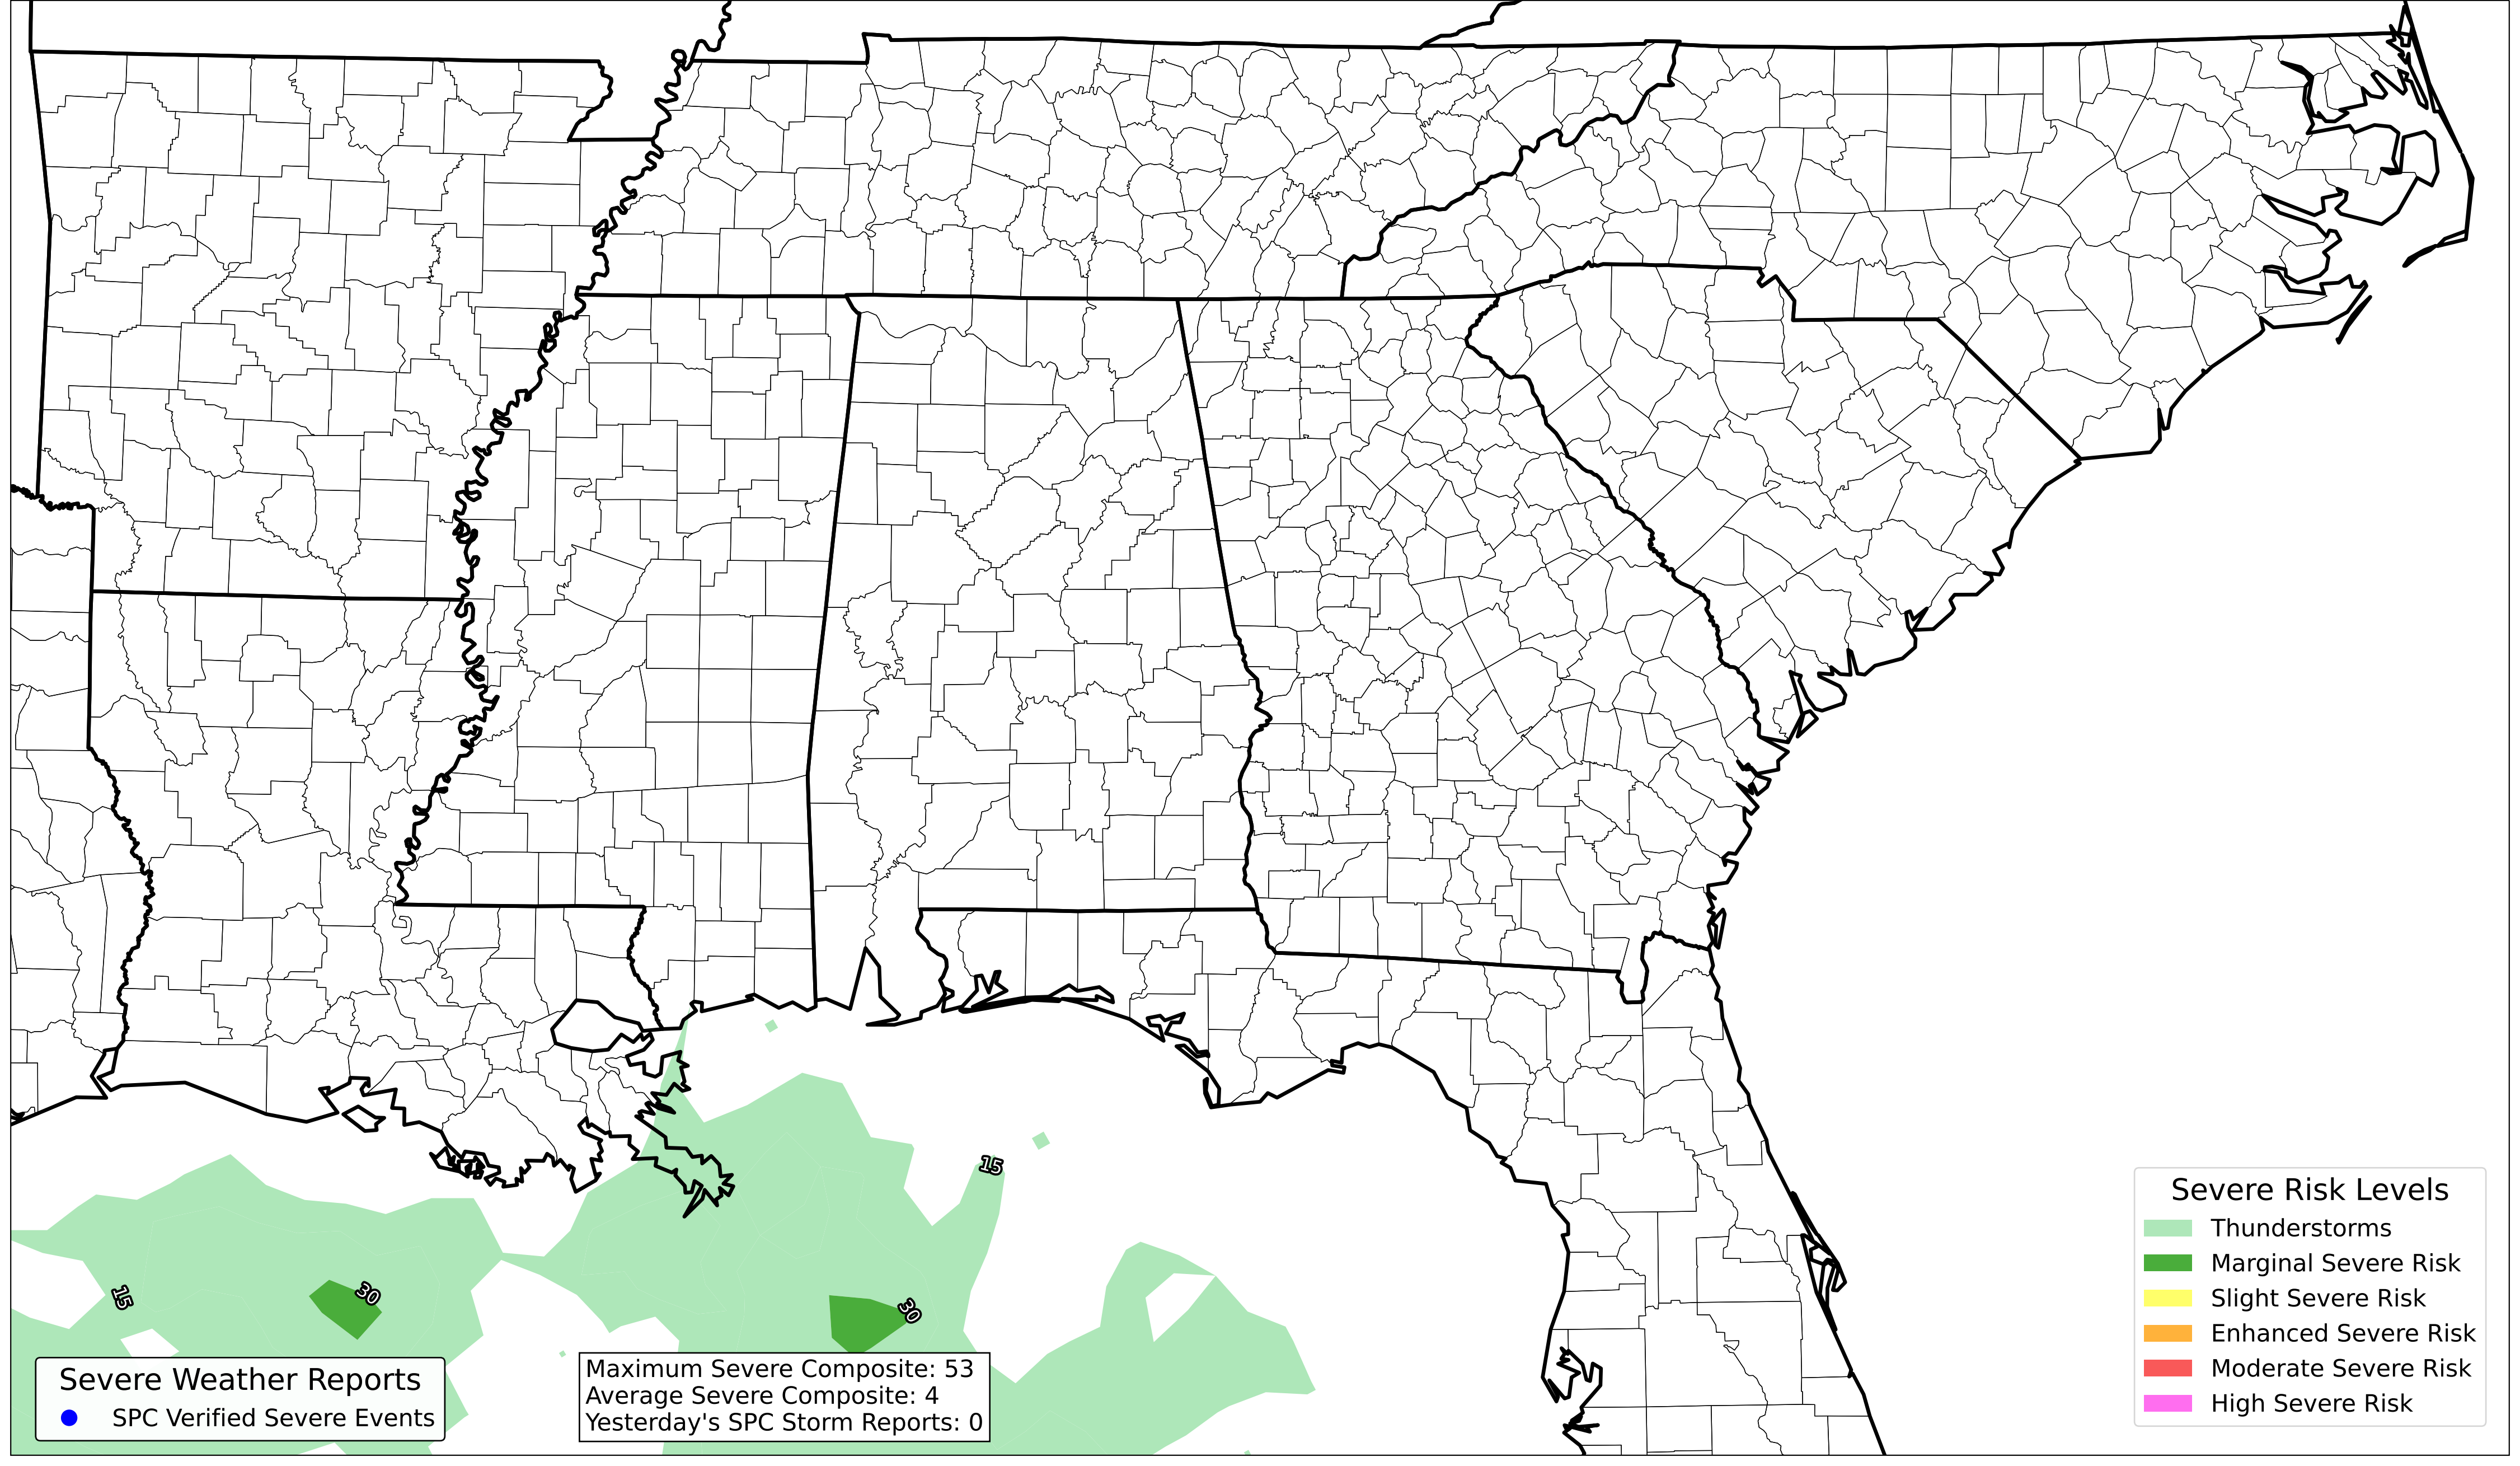 15
Severe Risk Levels
Thunderstorms
Marginal Severe Risk
Slight Severe Risk
Enhanced Severe Risk
Moderate Severe Risk
High Severe Risk
15
30
30
Severe Weather Reports
SPC Verified Severe Events
Maximum Severe Composite: 53
Average Severe Composite: 4
Yesterday's SPC Storm Reports: 0